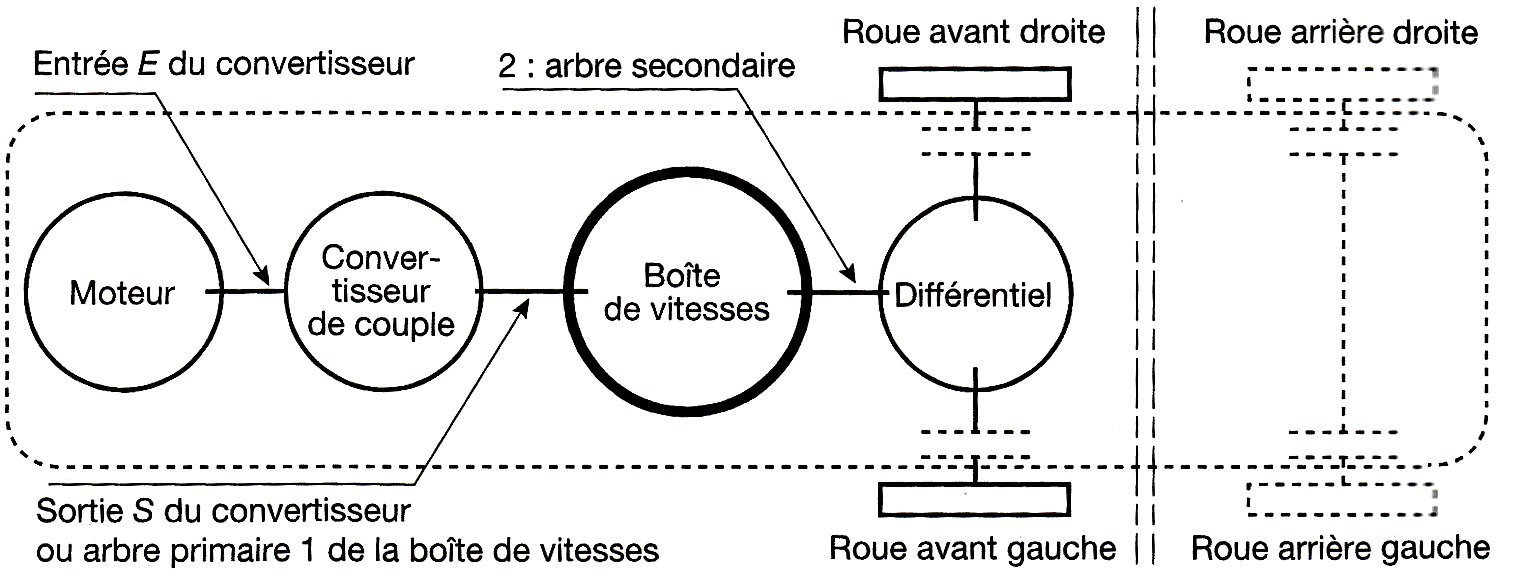 Roue avant droite
Roue arrière droite
Entrée E du convertisseur
2 : arbre secondaire
Moteur
Conver-
tisseur
de couple
Boîte
de vitesses
Différentiel
Sortie S du convertisseur
ou arbre primaire 1 de la boîte de vitesses
Roue avant gauche
Roue arrière gauche